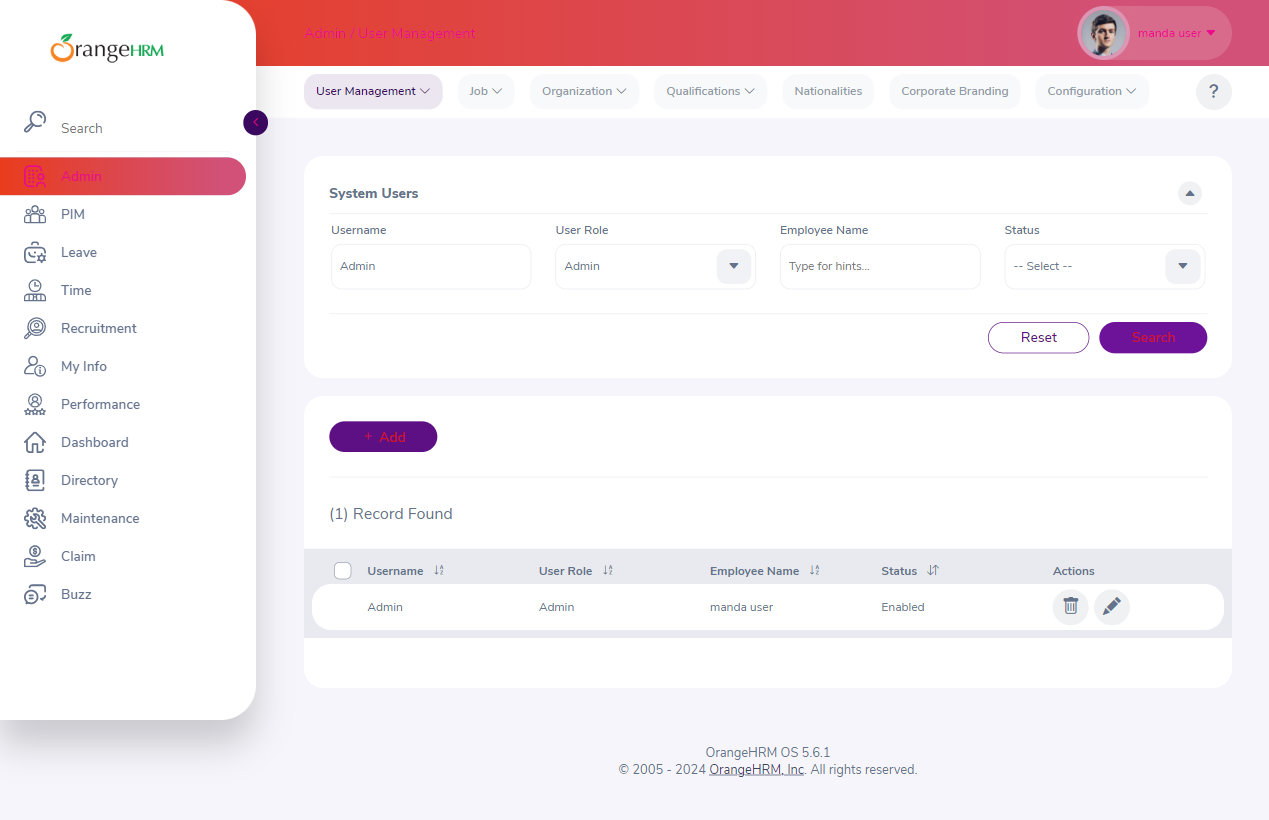 OrangeHRM
Admin / User Management
manda user
User Management
Job
Organization
Qualifications
Nationalities
Corporate Branding
Configuration
?
Search
Admin
PIM
Leave
Time
Recruitment
My Info
Performance
Dashboard
Directory
Maintenance
Claim
Buzz
System Users
Username
User Role
Employee Name
Status
Admin
Admin
Type for hints...
-- Select --
Reset
Search
+ Add
(1) Record Found
Username
User Role
Employee Name
Status
Actions
Admin
Admin
manda user
Enabled
OrangeHRM OS 5.6.1
© 2005 - 2024 OrangeHRM, Inc. All rights reserved.